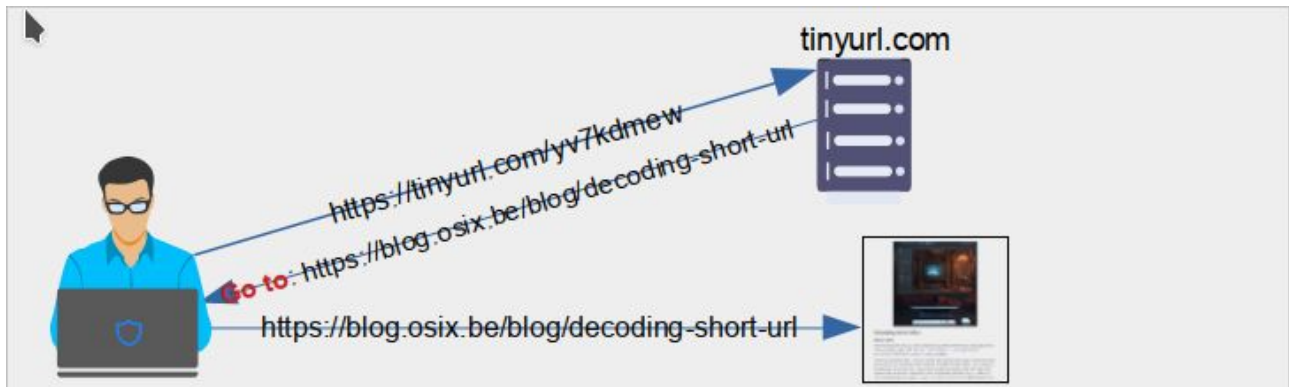 tinyurl.com
https://tinyurl.com/yv7kdmew
Go to: https://blog.osix.be/blog/decoding-short-url
https://blog.osix.be/blog/decoding-short-url